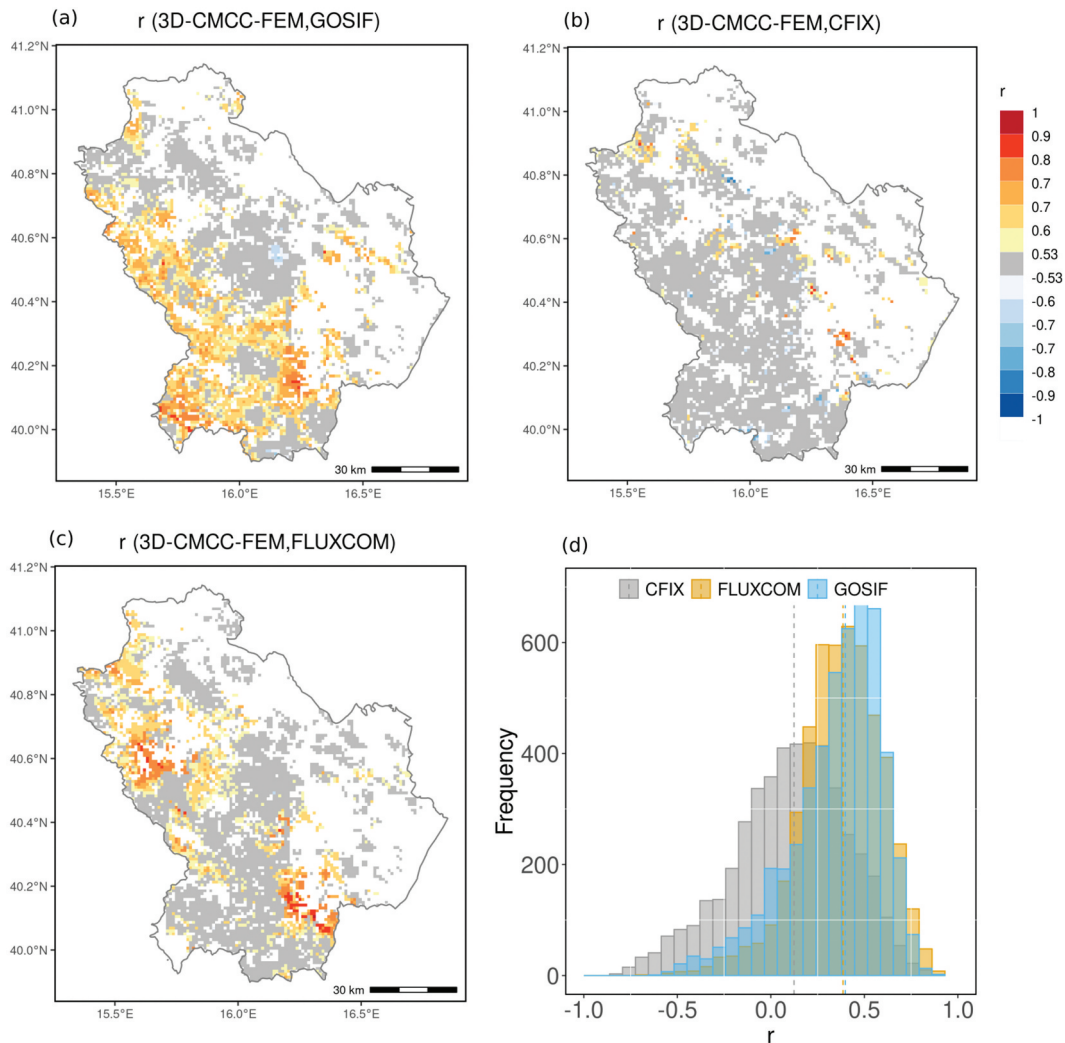 (a) r (3D-CMCC-FEM,GOSIF)
41.2°N
41.0°N
40.8°N
40.6°N
40.4°N
40.2°N
40.0°N
30 km
15.5°E 16.0°E 16.5°E
(b) r (3D-CMCC-FEM,CFIX)
41.2°N
41.0°N
40.8°N
40.6°N
40.4°N
40.2°N
40.0°N
30 km
15.5°E 16.0°E 16.5°E
r
1
0.9
0.8
0.7
0.7
0.6
0.53
-0.53
-0.6
-0.7
-0.7
-0.8
-0.9
-1
(c) r (3D-CMCC-FEM,FLUXCOM)
41.2°N
41.0°N
40.8°N
40.6°N
40.4°N
40.2°N
40.0°N
30 km
15.5°E 16.0°E 16.5°E
(d)
CFIX FLUXCOM GOSIF
Frequency
600
400
200
0
-1.0 -0.5 0.0 0.5 1.0
r